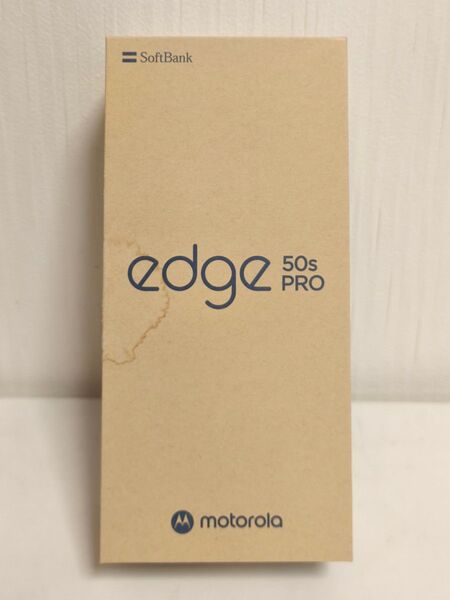 SoftBank
edge 50s
PRO
motorola